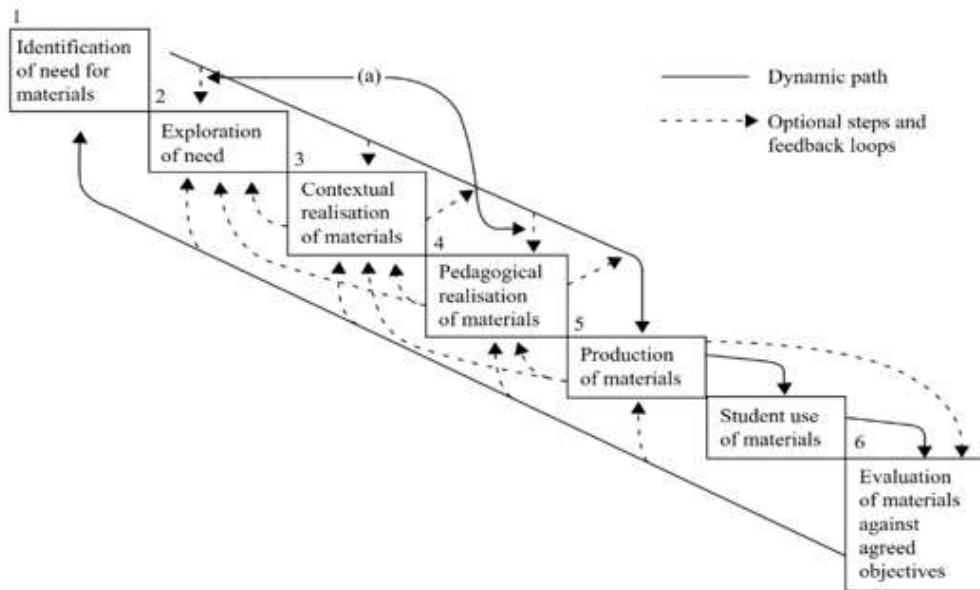 1
Identification
of need for
materials
2
Exploration
of need
3
Contextual
realisation
of materials
4
Pedagogical
realisation
of materials
5
Production
of materials
Student use
of materials
6
Evaluation
of materials
against
agreed
objectives
(a)
Dynamic path
Optional steps and
feedback loops